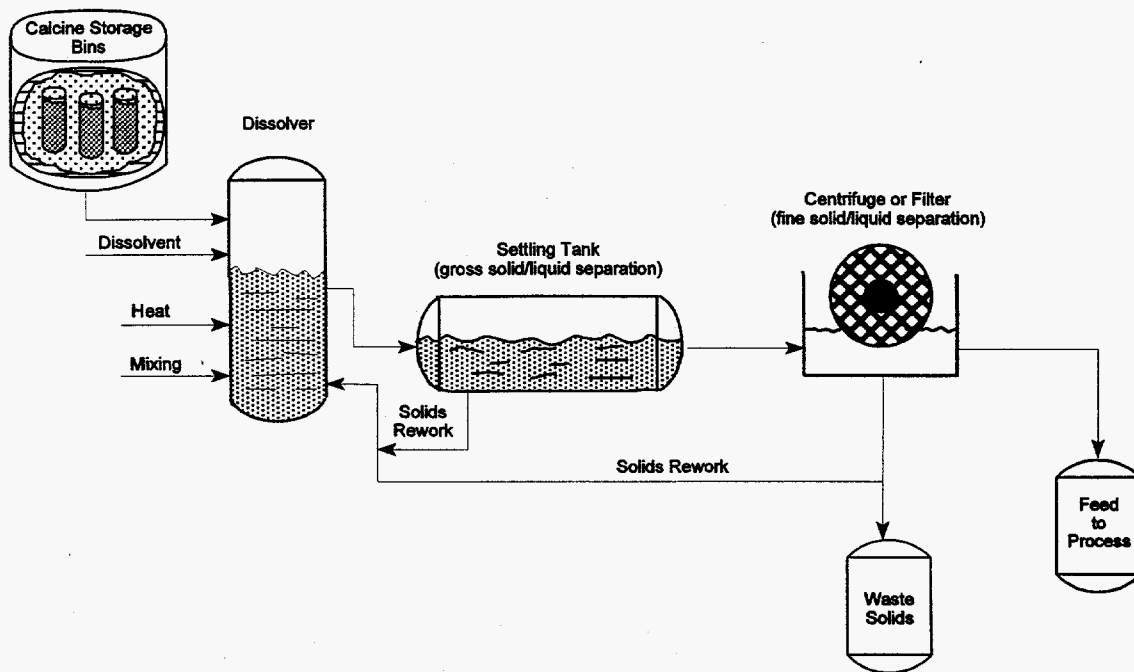 Calcine Storage
Bins
Dissolver
Dissolvent
Heat
Mixing
Settling Tank
(gross solid/liquid separation)
Centrifuge or Filter
(fine solid/liquid separation)
Solids
Rework
Solids Rework
Feed
to
Process
Waste
Solids